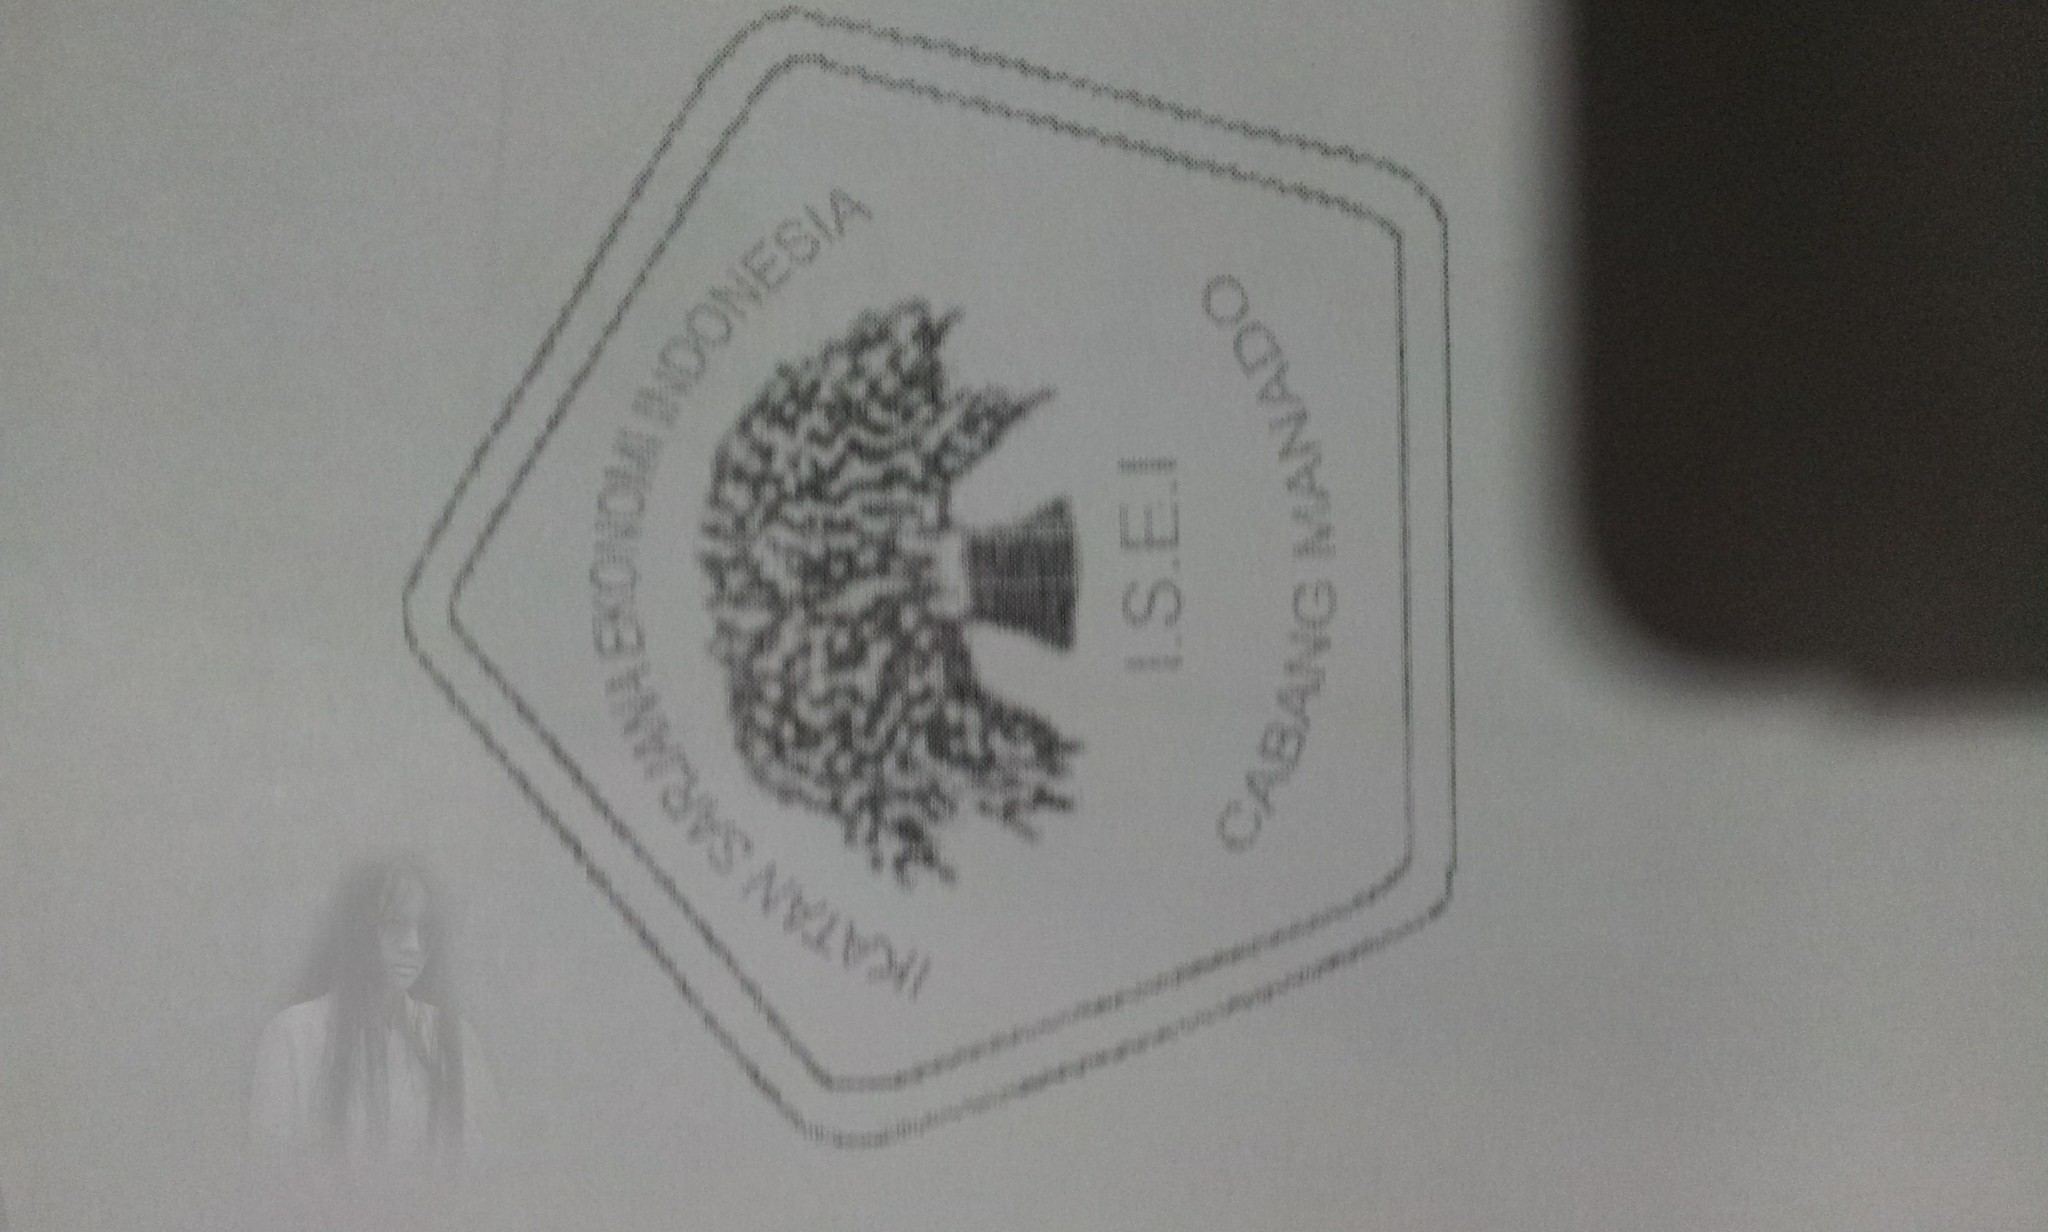 IKATAN SARJANA EKONOMI INDONESIA
I.S.E.I
CABANG MANADO